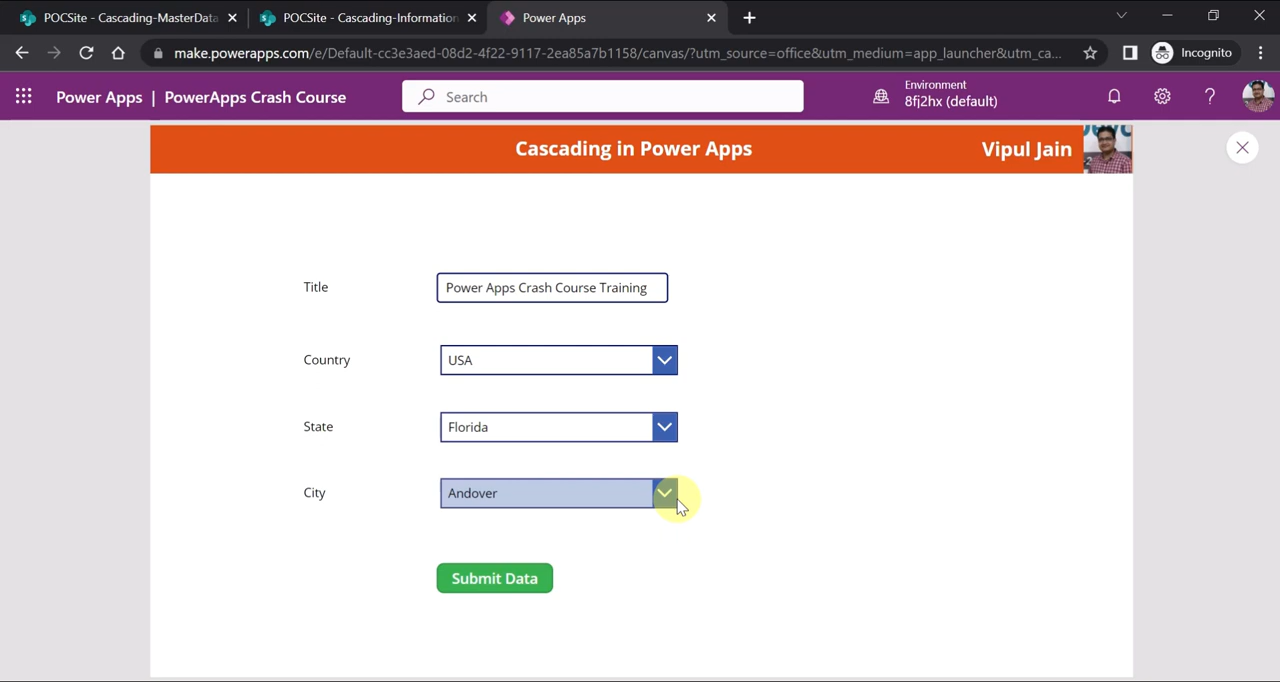 POCSite - Cascading-MasterData
POCSite - Cascading-Information
Power Apps
make.powerapps.com/e/Default-cc3e3aed-08d2-4f22-9117-2ea85a7b1158/canvas/?utm_source=office&utm_medium=app_launcher&utm_ca...
Incognito
Power Apps | PowerApps Crash Course
Search
Environment
8fj2hx (default)
Cascading in Power Apps
Vipul Jain
Title
Power Apps Crash Course Training
Country
USA
State
Florida
City
Andover
Submit Data